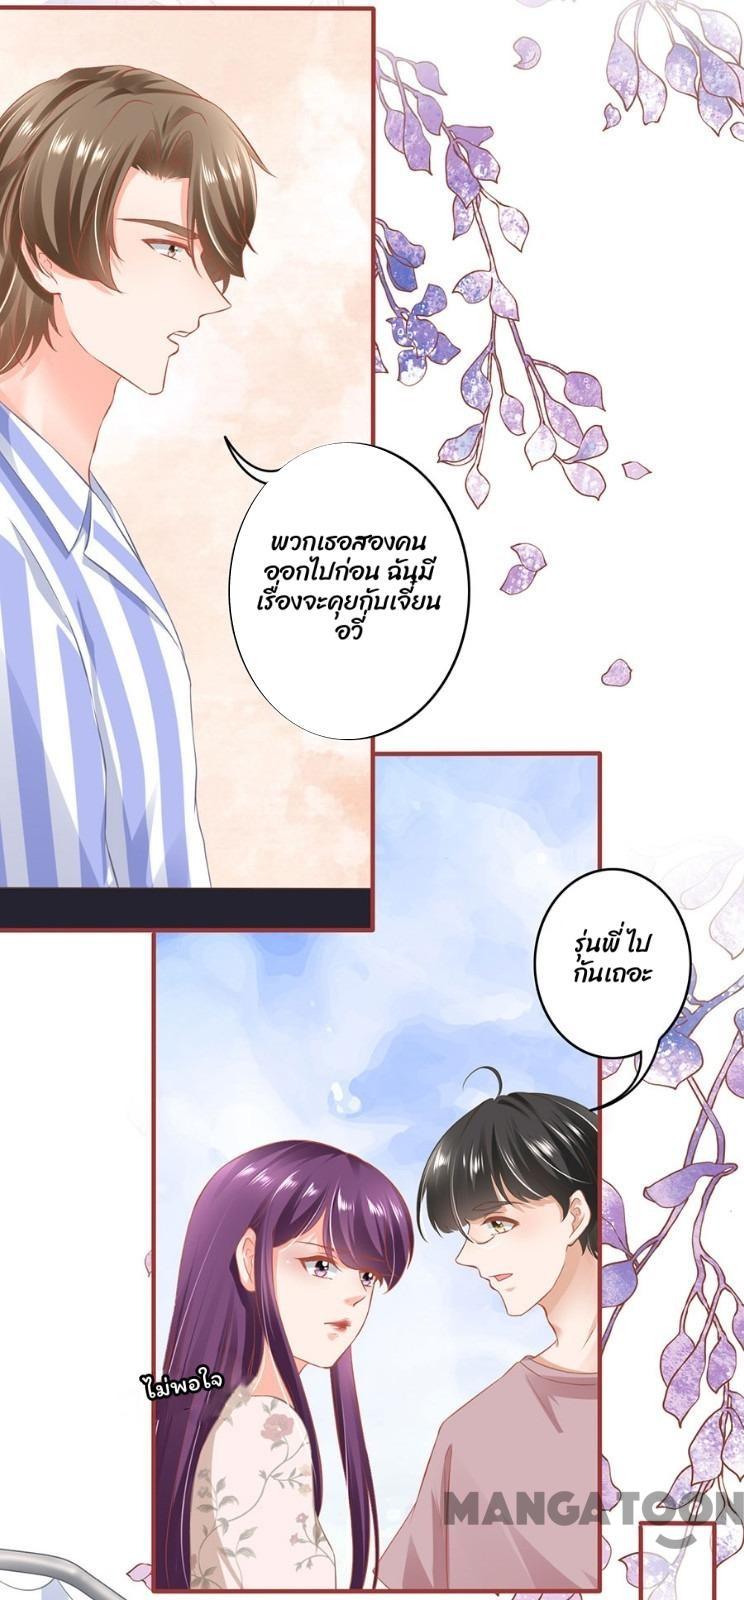 พวกเธอสองคน
ออกไปก่อน ฉันมี
เรื่องจะคุยกับเจี่ยน
อวี่
รุ่นพี่ ไป
กันเถอะ
ไม่พอใจ
MANGATOON